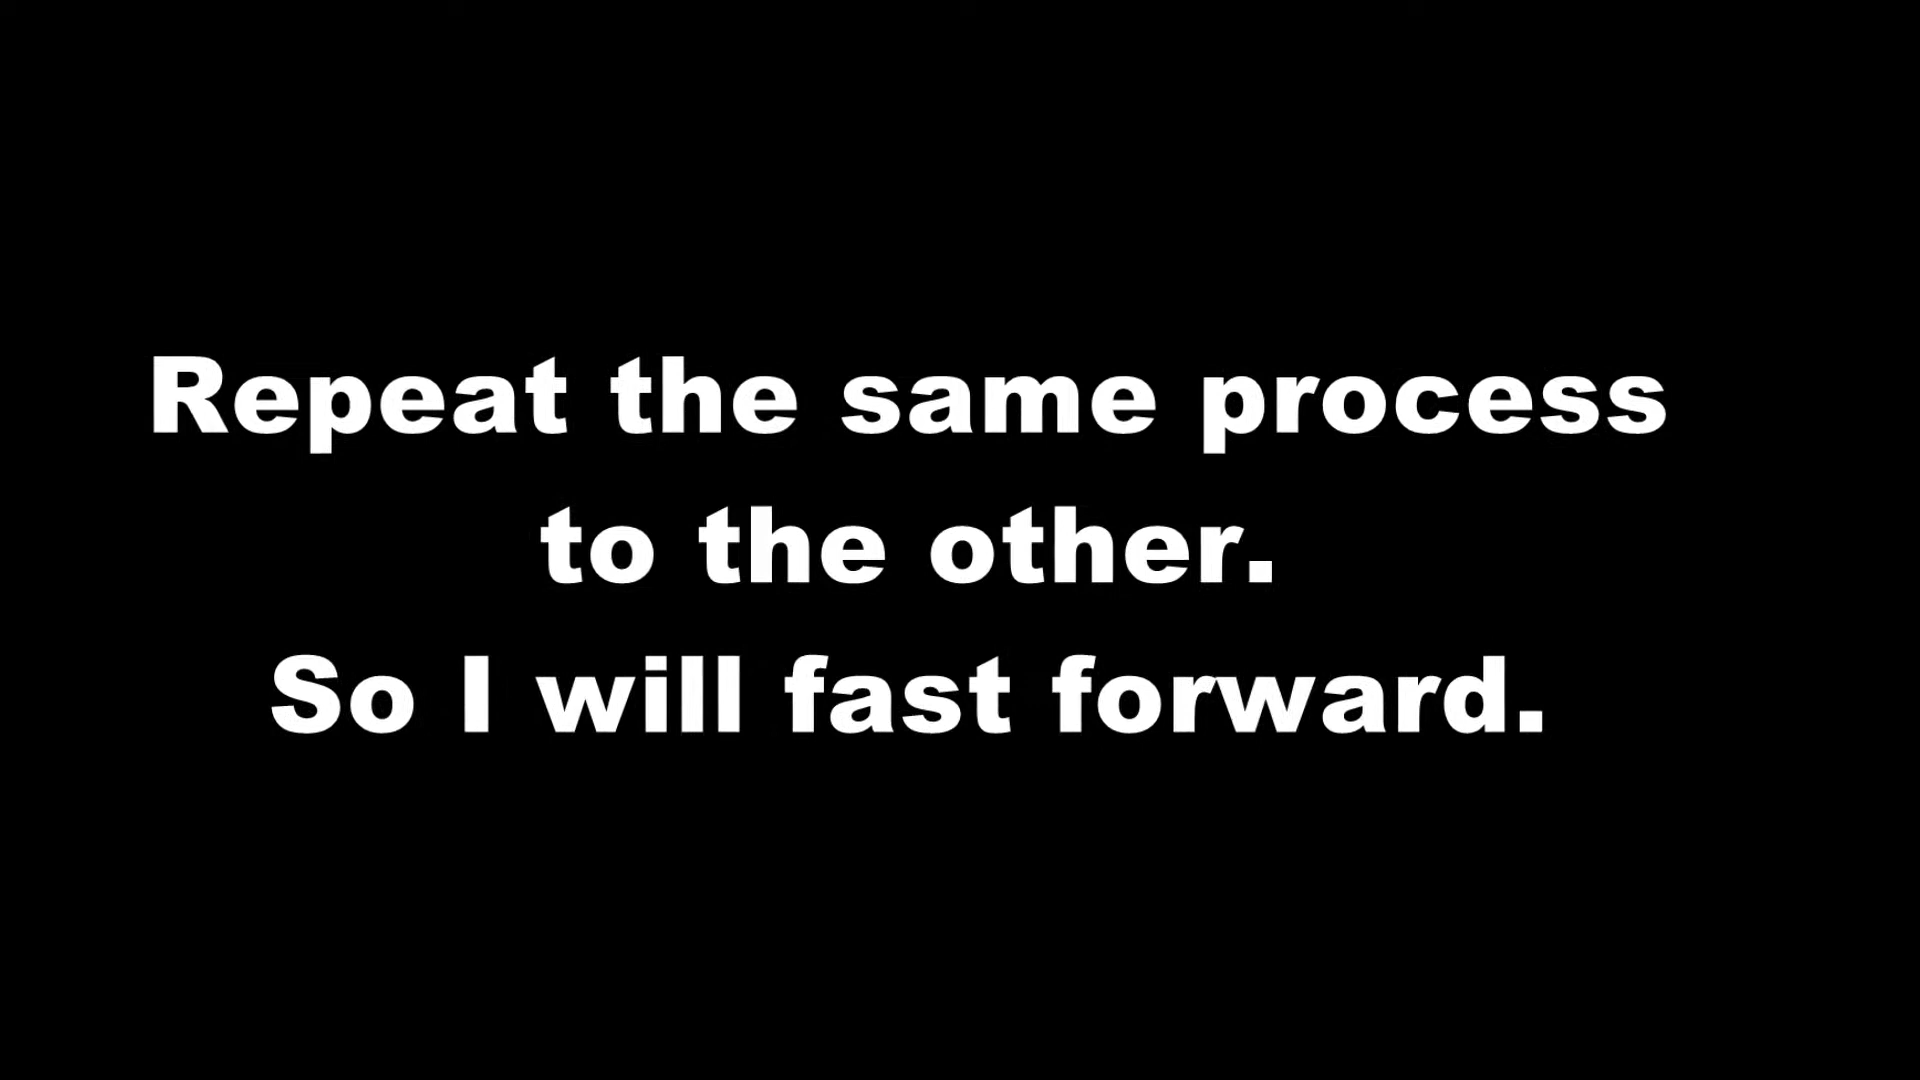 Repeat the same process
to the other.
So I will fast forward.